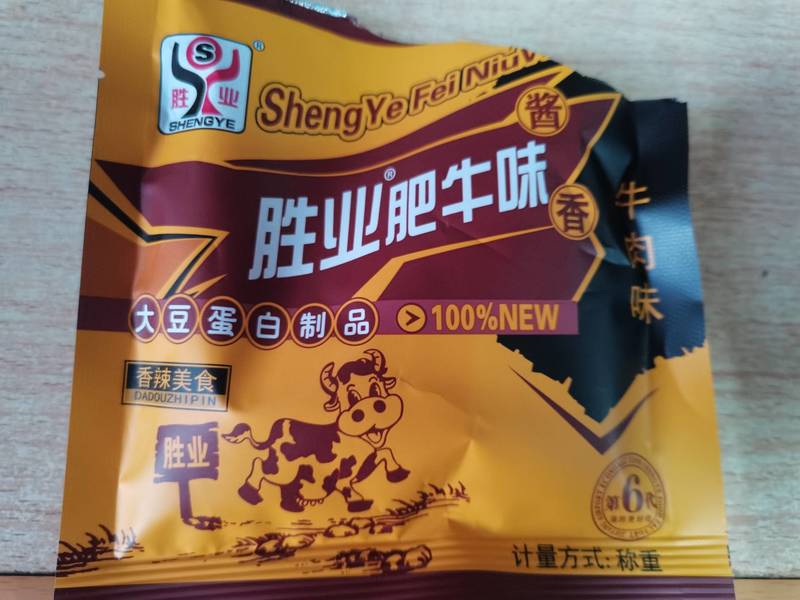 S
®
胜 业
SHENGYE
ShengYe Fei Niu
酱香
胜业®肥牛味
牛肉味
大豆蛋白制品 > 100%NEW
香辣美食
DADOUZHIPIN
胜业
第6代
计量方式: 称重